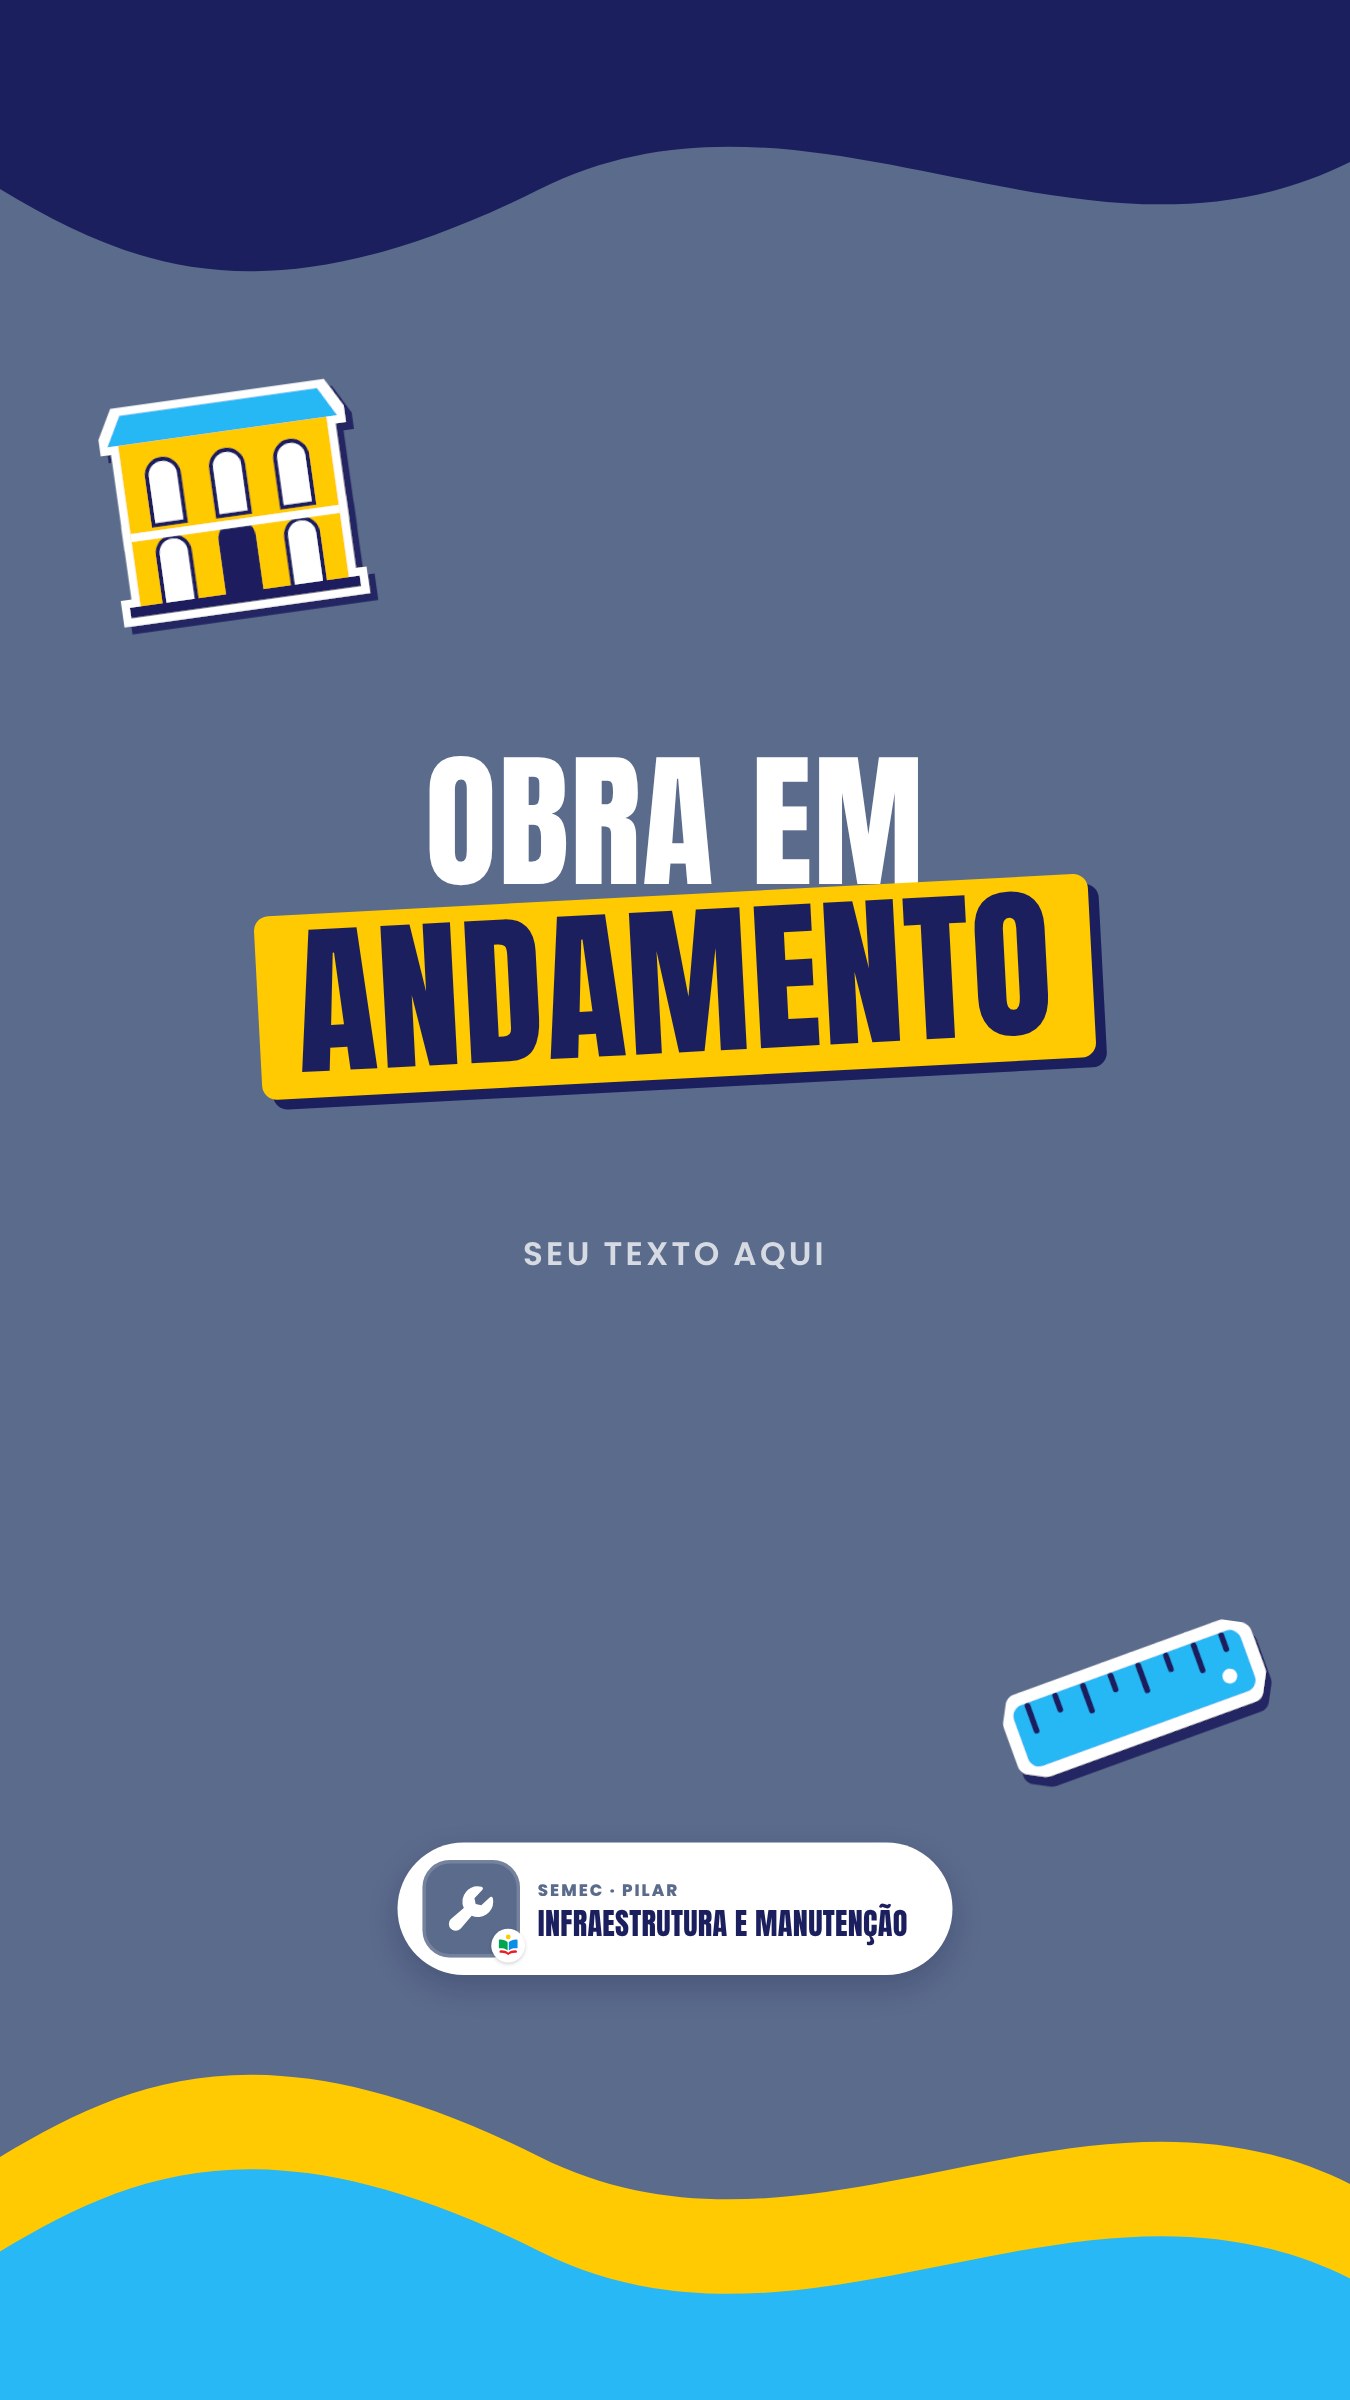 OBRA EM
ANDAMENTO
SEU TEXTO AQUI
SEMEC · PILAR
INFRAESTRUTURA E MANUTENÇÃO